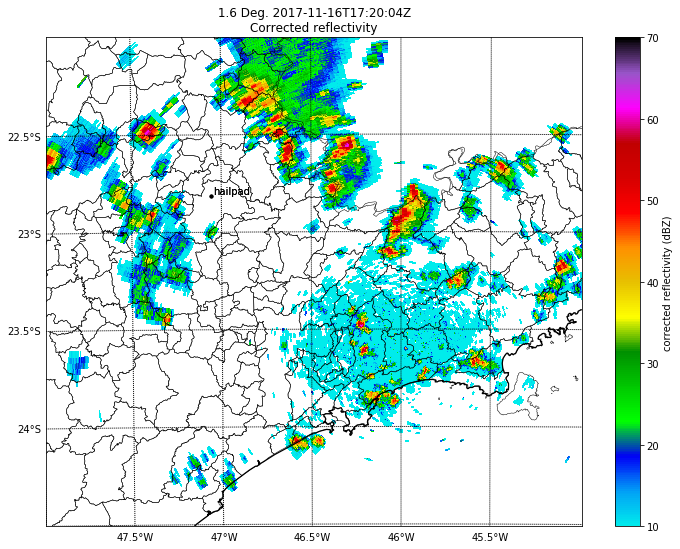 1.6 Deg. 2017-11-16T17:20:04Z
Corrected reflectivity
70
60
50
40
30
20
10
corrected reflectivity (dBZ)
22.5°S
23°S
23.5°S
24°S
hailpad
47.5°W
47°W
46.5°W
46°W
45.5°W